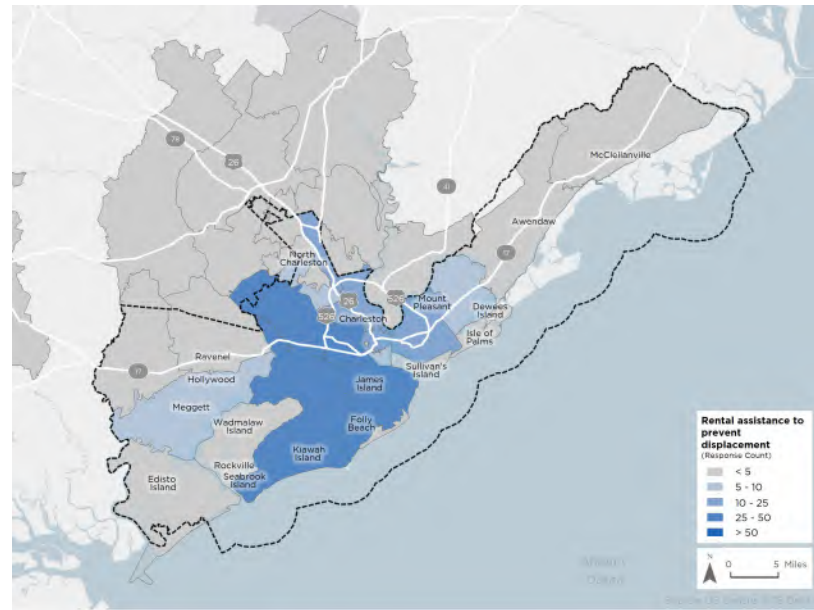 McClellanville
78
26
41
Awendaw
17
North
Charleston
526
Mount
Pleasant
26
Dewees
Island
526
Charleston
Isle of
Palms
Ravenel
17
Sullivan's
Island
Hollywood
James
Island
Meggett
Folly
Beach
Wadmalaw
Island
Kiawah
Island
Rockville
Seabrook
Island
Edisto
Island
Rental assistance to
prevent
displacement
(Response Count)
< 5
5 - 10
10 - 25
25 - 50
> 50
N
0 5 Miles